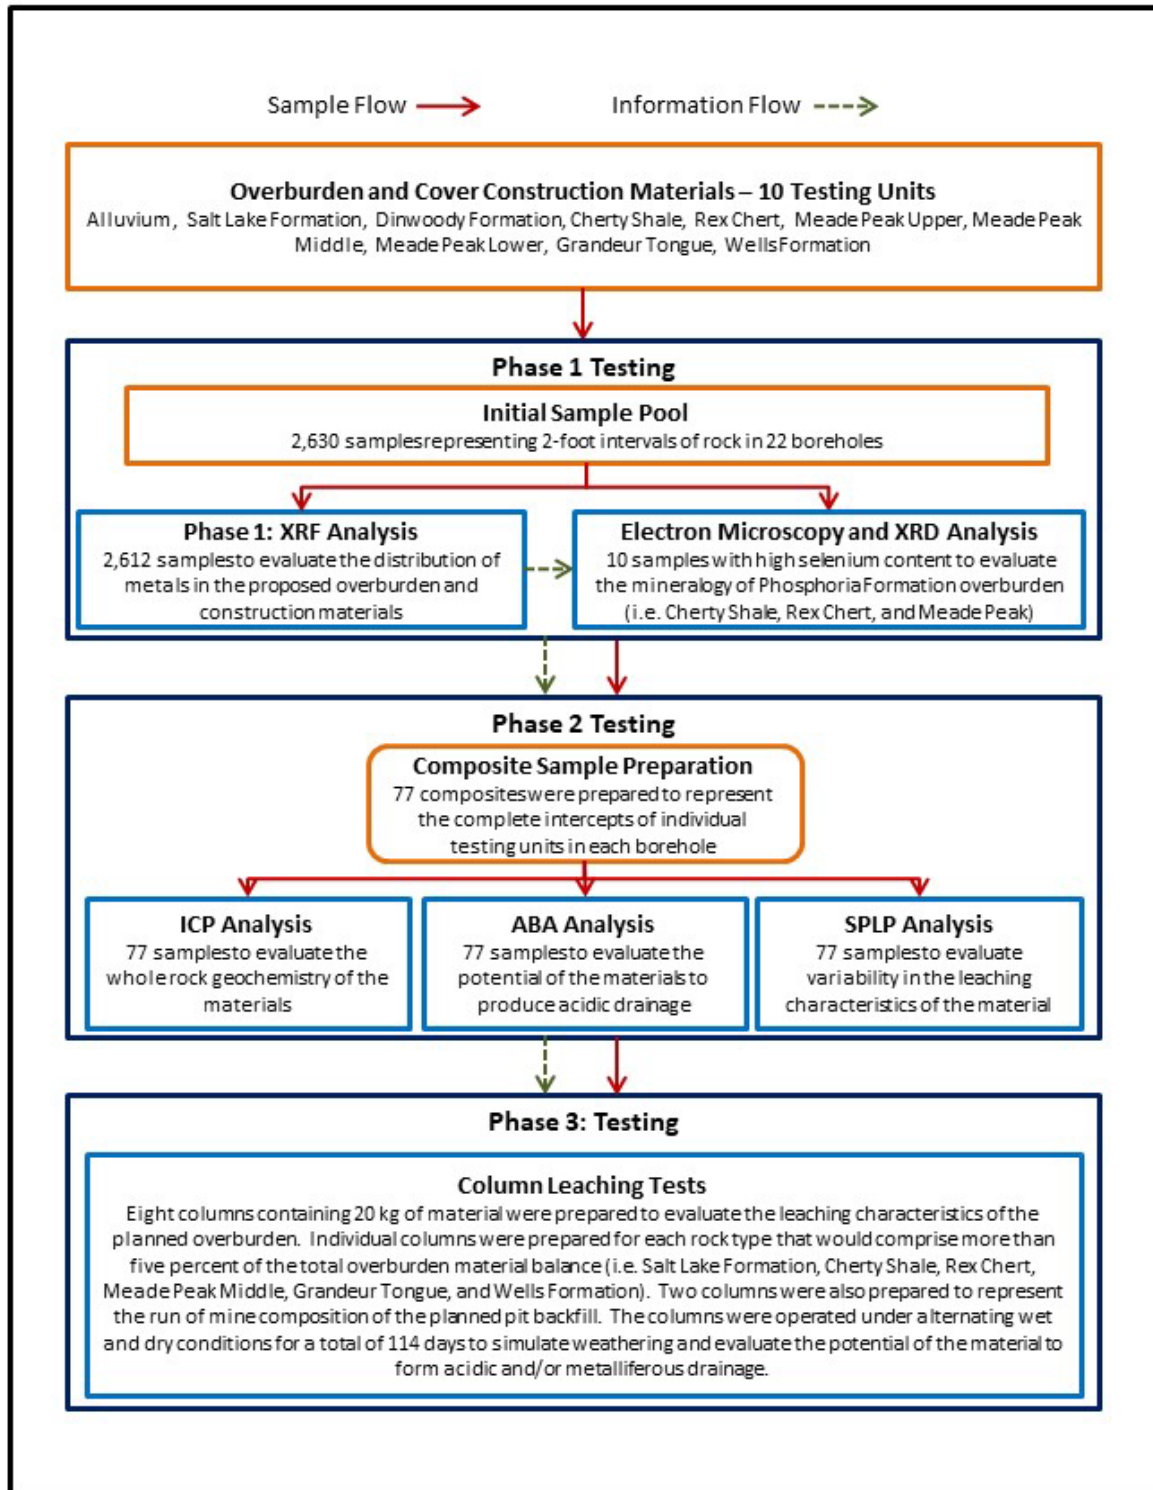 Sample Flow
Information Flow
Overburden and Cover Construction Materials – 10 Testing Units
Alluvium, Salt Lake Formation, Dinwoody Formation, Cherty Shale, Rex Chert, Meade Peak Upper, Meade Peak
Middle, Meade Peak Lower, Grandeur Tongue, Wells Formation
Phase 1 Testing
Initial Sample Pool
2,630 samples representing 2-foot intervals of rock in 22 boreholes
Phase 1: XRF Analysis
2,612 samples to evaluate the distribution of
metals in the proposed overburden and
construction materials
Electron Microscopy and XRD Analysis
10 samples with high selenium content to evaluate
the mineralogy of Phosphoria Formation overburden
(i.e. Cherty Shale, Rex Chert, and Meade Peak)
Phase 2 Testing
Composite Sample Preparation
77 composites were prepared to represent
the complete intercepts of individual
testing units in each borehole
ICP Analysis
77 samples to evaluate the
whole rock geochemistry of the
materials
ABA Analysis
77 samples to evaluate the
potential of the materials to
produce acidic drainage
SPLP Analysis
77 samples to evaluate
variability in the leaching
characteristics of the material
Phase 3: Testing
Column Leaching Tests
Eight columns containing 20 kg of material were prepared to evaluate the leaching characteristics of the
planned overburden. Individual columns were prepared for each rock type that would comprise more than
five percent of the total overburden material balance (i.e. Salt Lake Formation, Cherty Shale, Rex Chert,
Meade Peak Middle, Grandeur Tongue, and Wells Formation). Two columns were also prepared to represent
the run of mine composition of the planned pit backfill. The columns were operated under alternating wet
and dry conditions for a total of 114 days to simulate weathering and evaluate the potential of the material to
form acidic and/or metalliferous drainage.